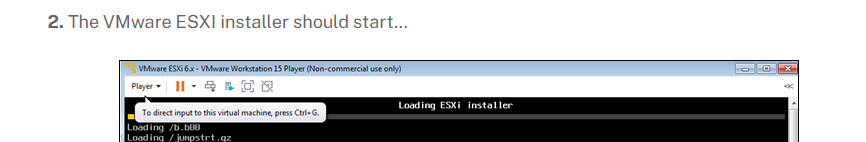 2. The VMware ESXI installer should start...
VMware ESXi 6.x - VMware Workstation 15 Player (Non-commercial use only)
Player
Loading ESXi installer
To direct input to this virtual machine, press Ctrl+G.
Loading /b.b00
Loading /jumpstrt.gz